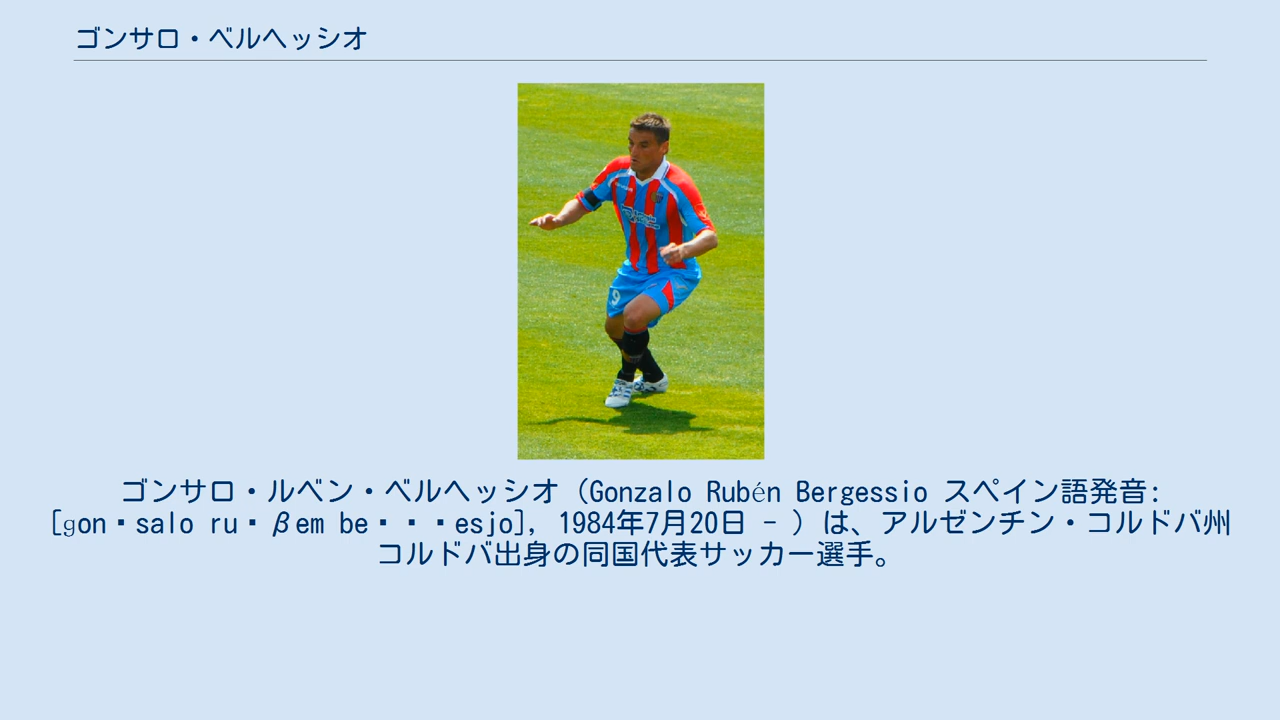 ゴンサロ・ベルヘッシオ
9
ゴンサロ・ルベン・ベルヘッシオ（Gonzalo Rubén Bergessio スペイン語発音:
[ɡon▪salo ru▪βem be▪▪▪esjo], 1984年7月20日 - ）は、アルゼンチン・コルドバ州
コルドバ出身の同国代表サッカー選手。